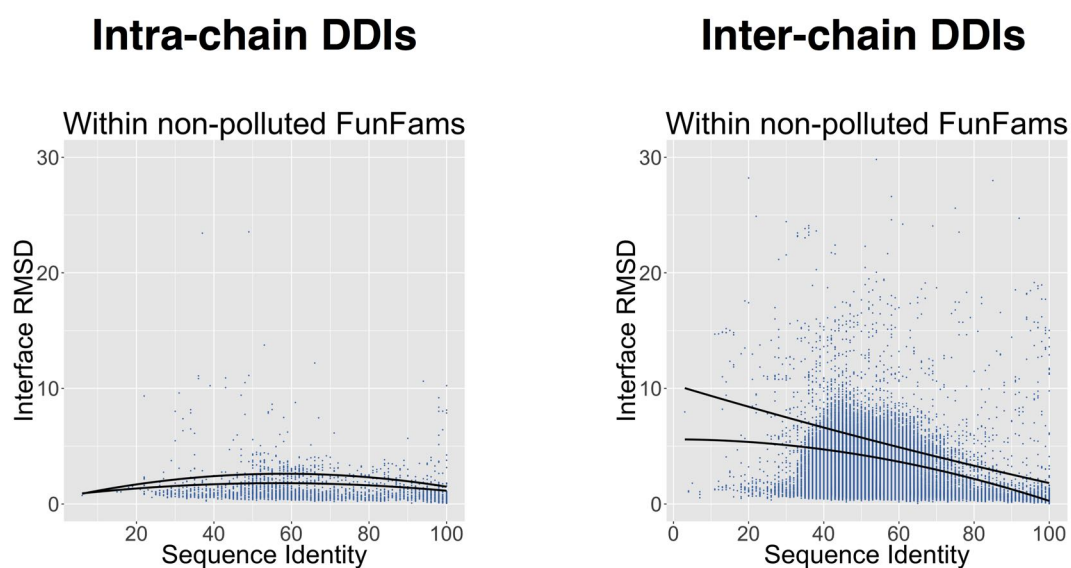 Intra-chain DDIs
Within non-polluted FunFams
Interface RMSD
30
20
10
0
20 40 60 80 100
Sequence Identity
Inter-chain DDIs
Within non-polluted FunFams
Interface RMSD
30
20
10
0
0 20 40 60 80 100
Sequence Identity